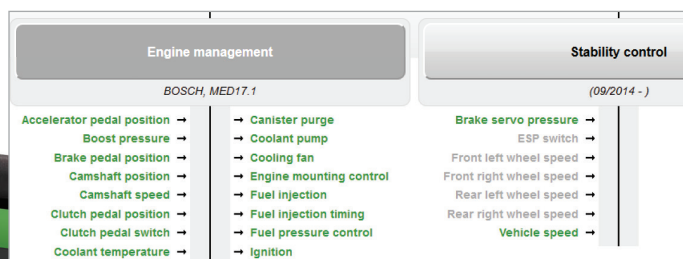 Engine management
Stability control
BOSCH, MED17.1
(09/2014 - )
Accelerator pedal position → → Canister purge
Brake servo pressure →
Boost pressure → → Coolant pump
ESP switch →
Brake pedal position → → Cooling fan
Front left wheel speed →
Camshaft position → → Engine mounting control
Front right wheel speed →
Camshaft speed → → Fuel injection
Rear left wheel speed →
Clutch pedal position → → Fuel injection timing
Rear right wheel speed →
Clutch pedal switch → → Fuel pressure control
Vehicle speed →
Coolant temperature → → Ignition